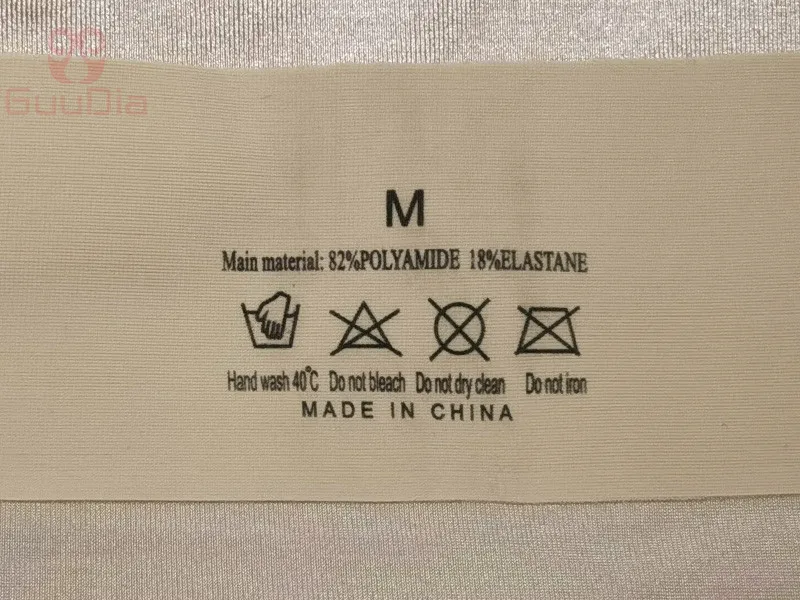 GuuDia
M
Main material: 82%POLYAMIDE 18%ELASTANE
Hand wash 40°C Do not bleach Do not dry clean Do not iron
MADE IN CHINA